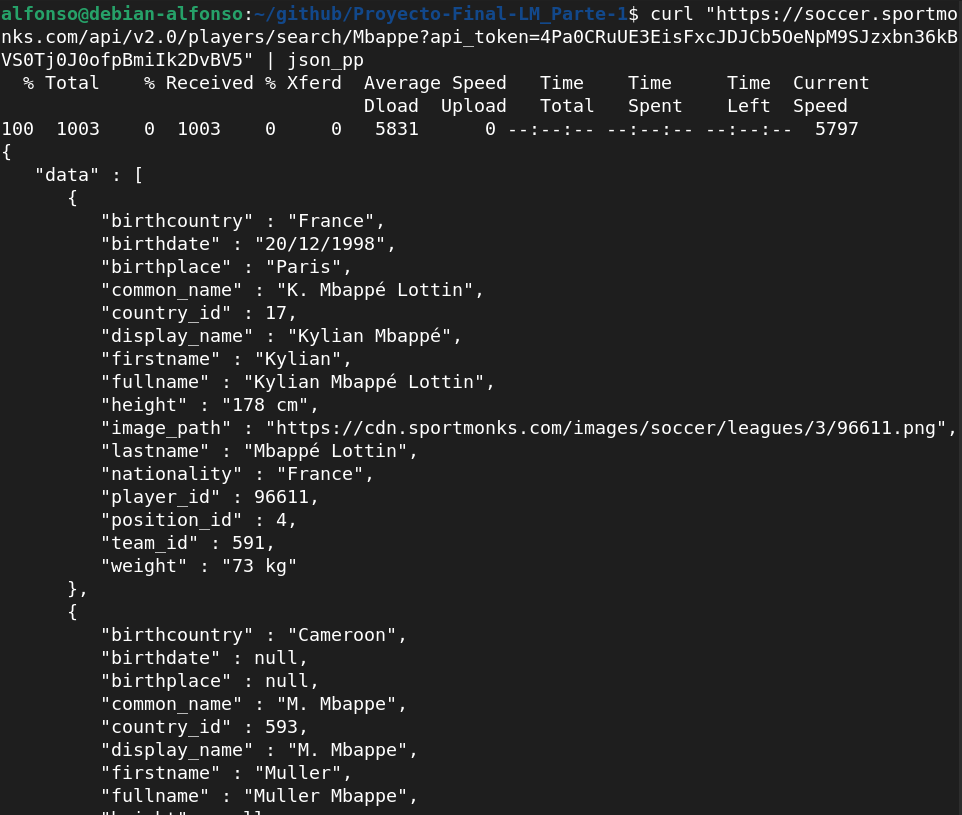 alfonso@debian-alfonso:~/github/Proyecto-Final-LM_Parte-1$ curl "https://soccer.sportmo
nks.com/api/v2.0/players/search/Mbappe?api_token=4Pa0CRuUE3EisFxcJDJCb5OeNpM9SJzxbn36kB
VS0Tj0J0ofpBmiIk2DvBV5" | json_pp
  % Total    % Received % Xferd  Average Speed   Time    Time     Time  Current
                                 Dload  Upload   Total   Spent    Left  Speed
100  1003    0  1003    0     0   5831      0 --:--:-- --:--:-- --:--:--  5797
{
   "data" : [
      {
         "birthcountry" : "France",
         "birthdate" : "20/12/1998",
         "birthplace" : "Paris",
         "common_name" : "K. Mbappé Lottin",
         "country_id" : 17,
         "display_name" : "Kylian Mbappé",
         "firstname" : "Kylian",
         "fullname" : "Kylian Mbappé Lottin",
         "height" : "178 cm",
         "image_path" : "https://cdn.sportmonks.com/images/soccer/leagues/3/96611.png",
         "lastname" : "Mbappé Lottin",
         "nationality" : "France",
         "player_id" : 96611,
         "position_id" : 4,
         "team_id" : 591,
         "weight" : "73 kg"
      },
      {
         "birthcountry" : "Cameroon",
         "birthdate" : null,
         "birthplace" : null,
         "common_name" : "M. Mbappe",
         "country_id" : 593,
         "display_name" : "M. Mbappe",
         "firstname" : "Muller",
         "fullname" : "Muller Mbappe",